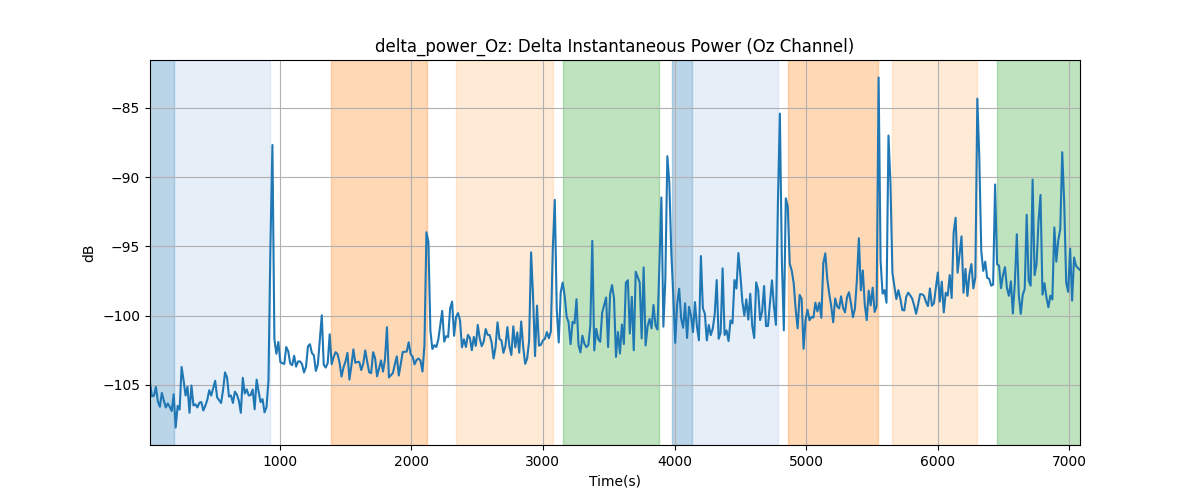 delta_power_Oz: Delta Instantaneous Power (Oz Channel)
dB
−85
−90
−95
−100
−105
1000 2000 3000 4000 5000 6000 7000
Time(s)